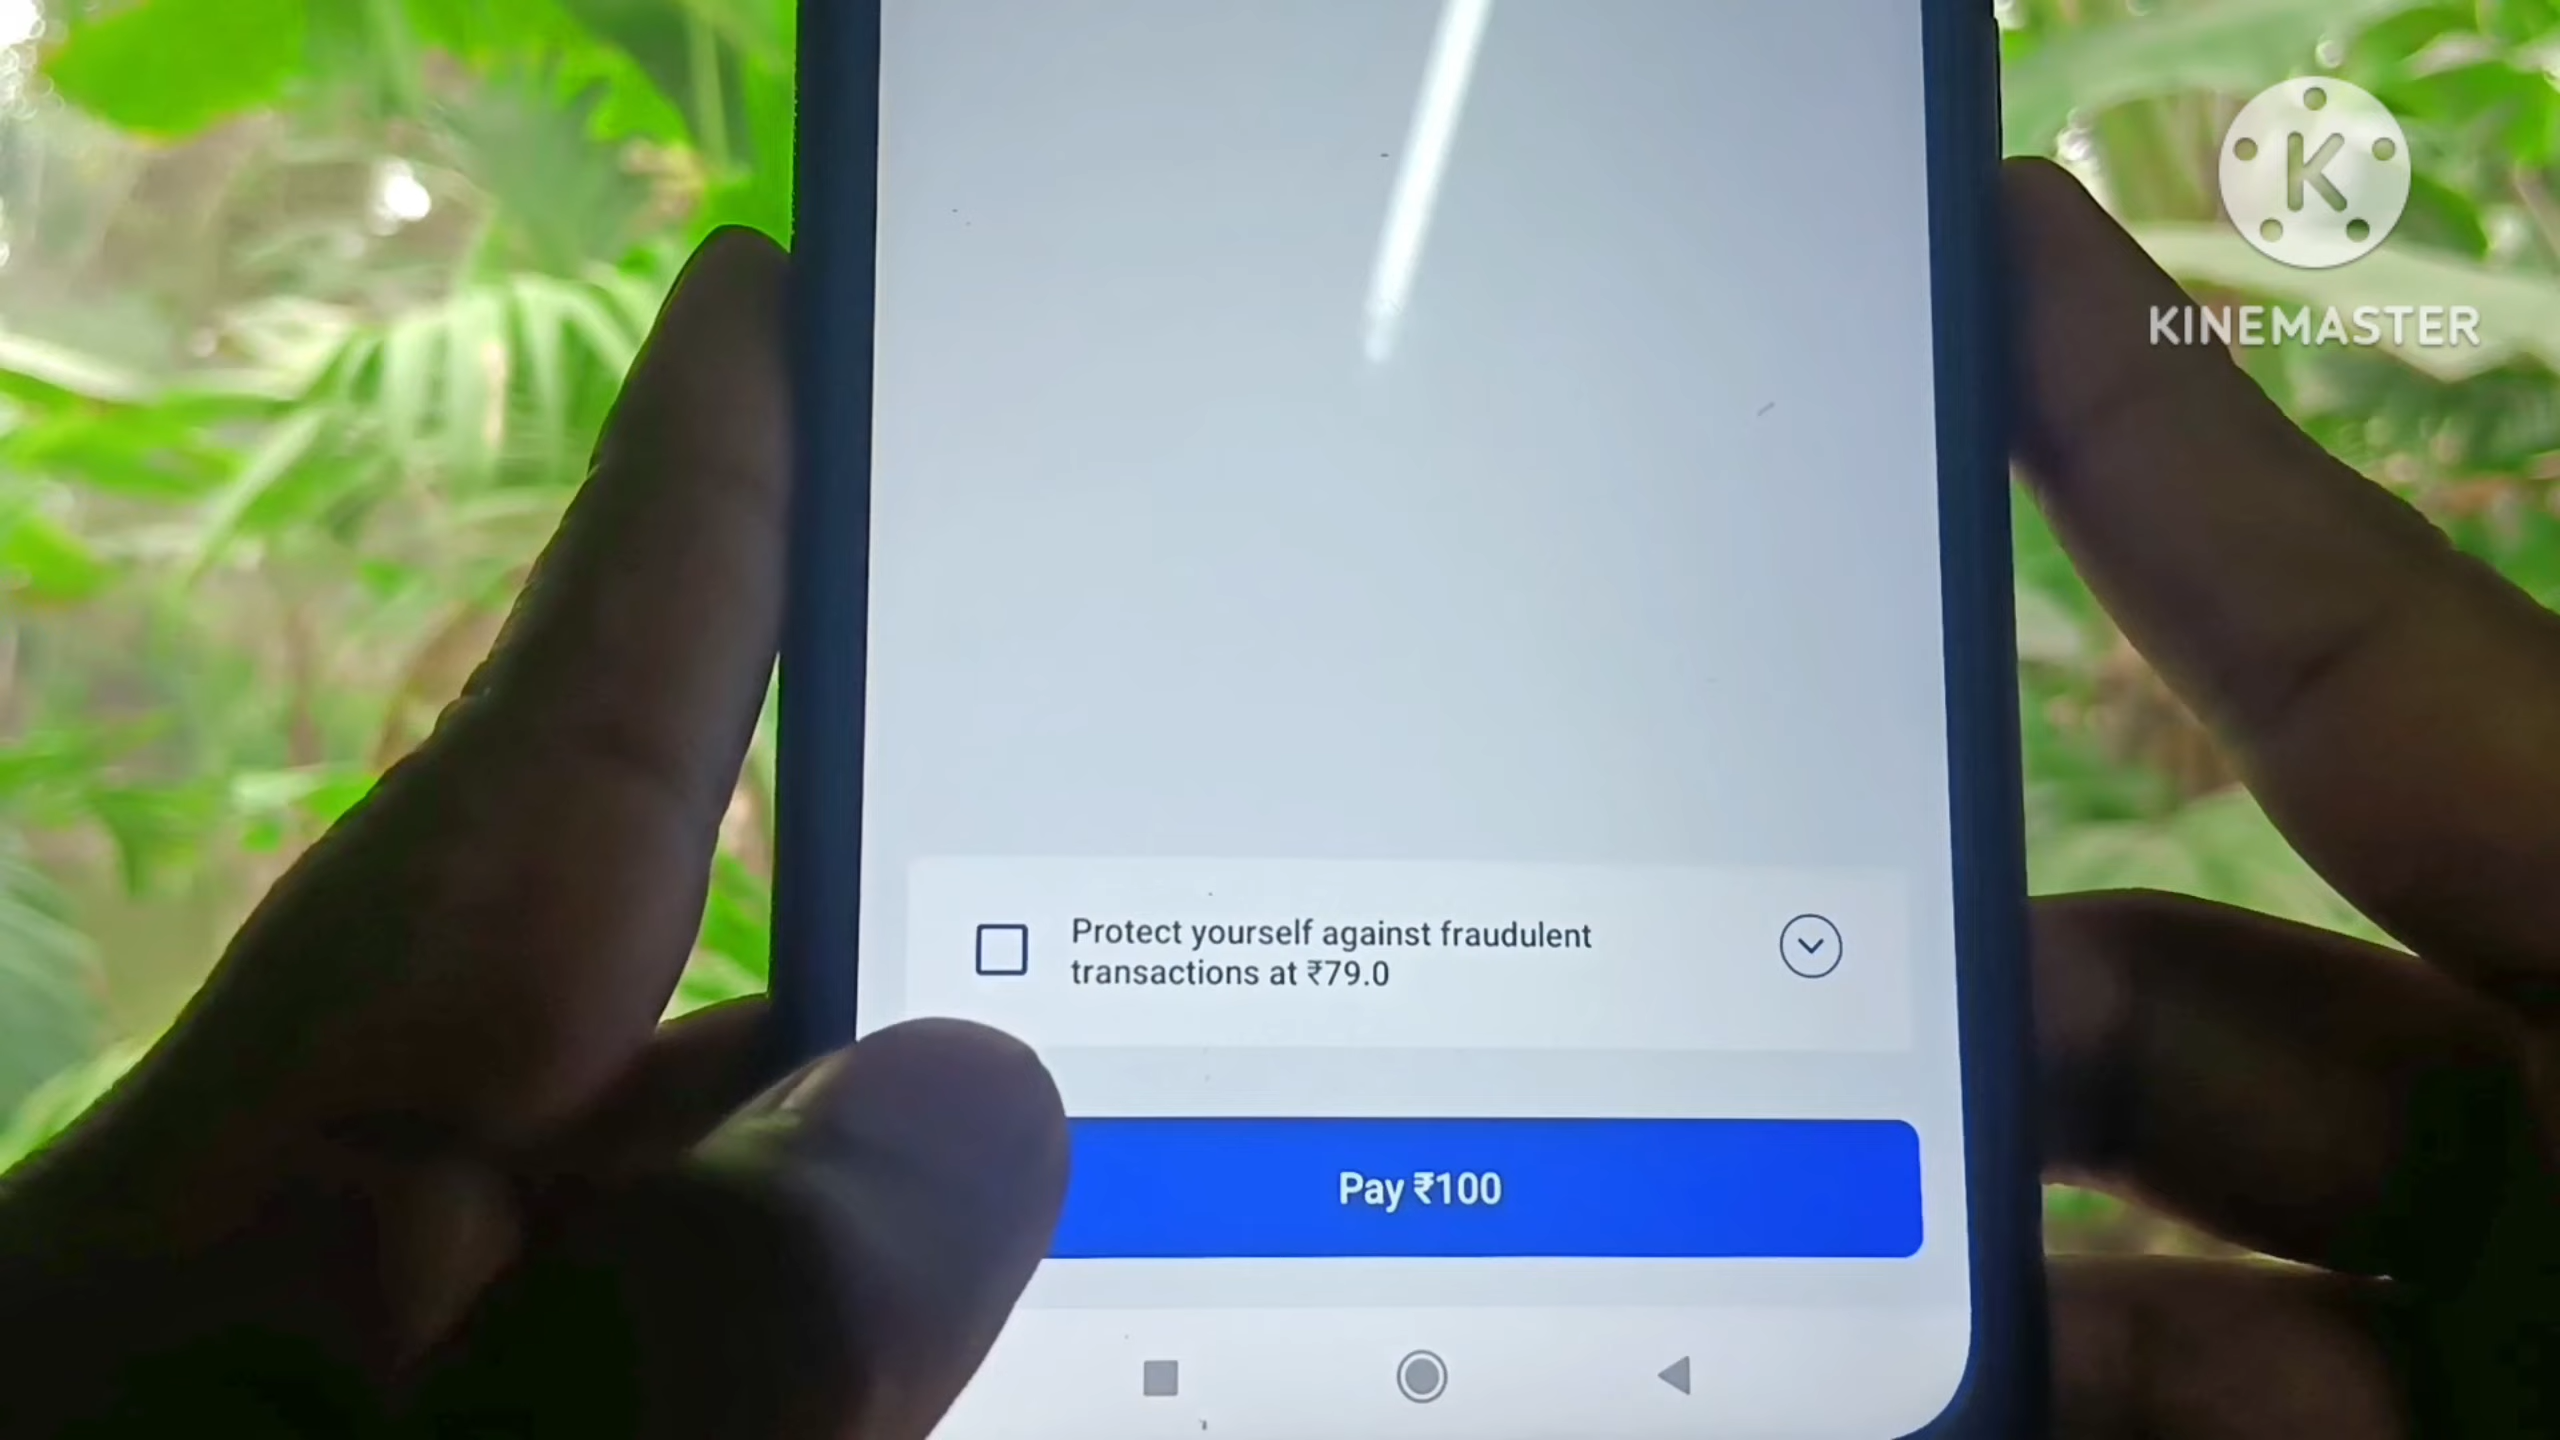 K
KINEMASTER
Protect yourself against fraudulent
transactions at ₹79.0
Pay ₹100